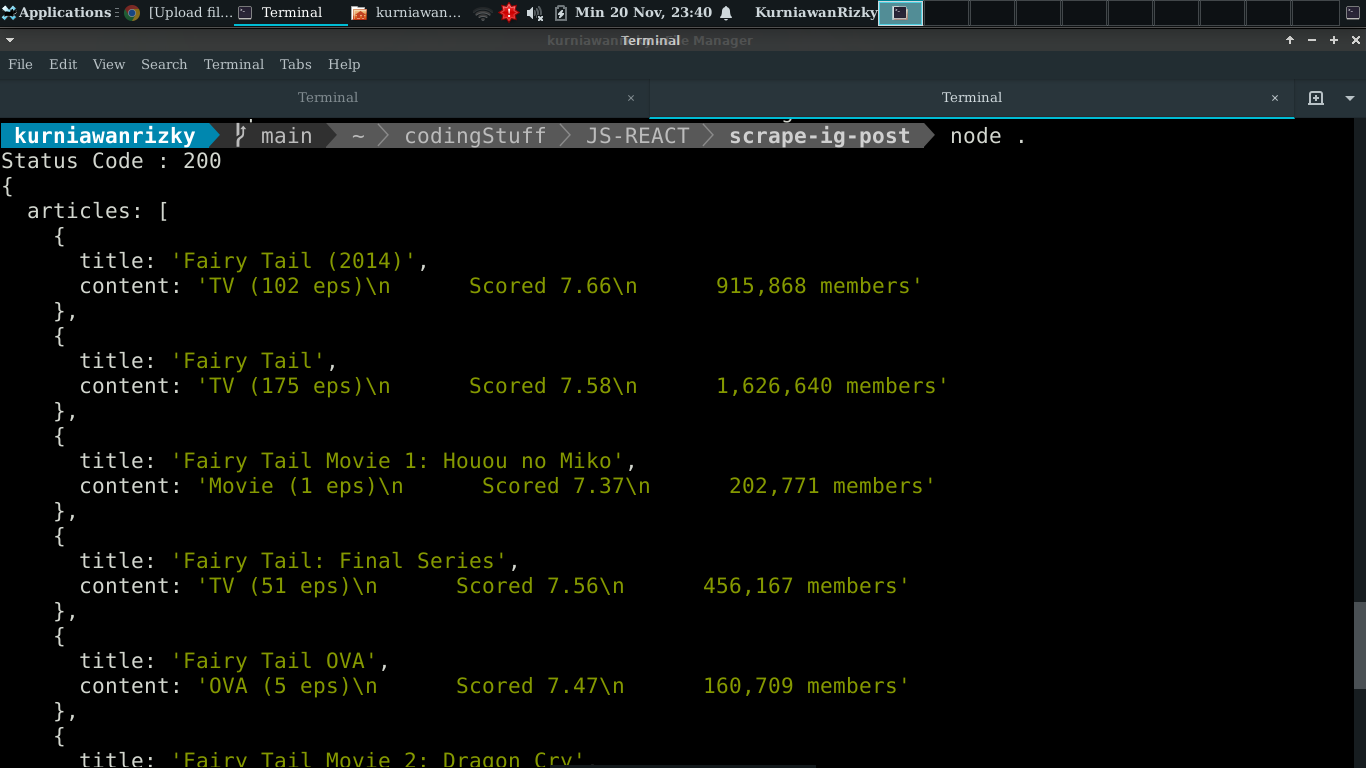 Applications [Upload fil... Terminal kurniawan... Min 20 Nov, 23:40 KurniawanRizky
Terminal
File Edit View Search Terminal Tabs Help
Terminal × Terminal ×
kurniawanrizky main ~ codingStuff JS-REACT scrape-ig-post node .
Status Code : 200
{
  articles: [
    {
      title: 'Fairy Tail (2014)',
      content: 'TV (102 eps)\n      Scored 7.66\n      915,868 members'
    },
    {
      title: 'Fairy Tail',
      content: 'TV (175 eps)\n      Scored 7.58\n      1,626,640 members'
    },
    {
      title: 'Fairy Tail Movie 1: Houou no Miko',
      content: 'Movie (1 eps)\n      Scored 7.37\n      202,771 members'
    },
    {
      title: 'Fairy Tail: Final Series',
      content: 'TV (51 eps)\n      Scored 7.56\n      456,167 members'
    },
    {
      title: 'Fairy Tail OVA',
      content: 'OVA (5 eps)\n      Scored 7.47\n      160,709 members'
    },
    {
      title: 'Fairy Tail Movie 2: Dragon Cry',